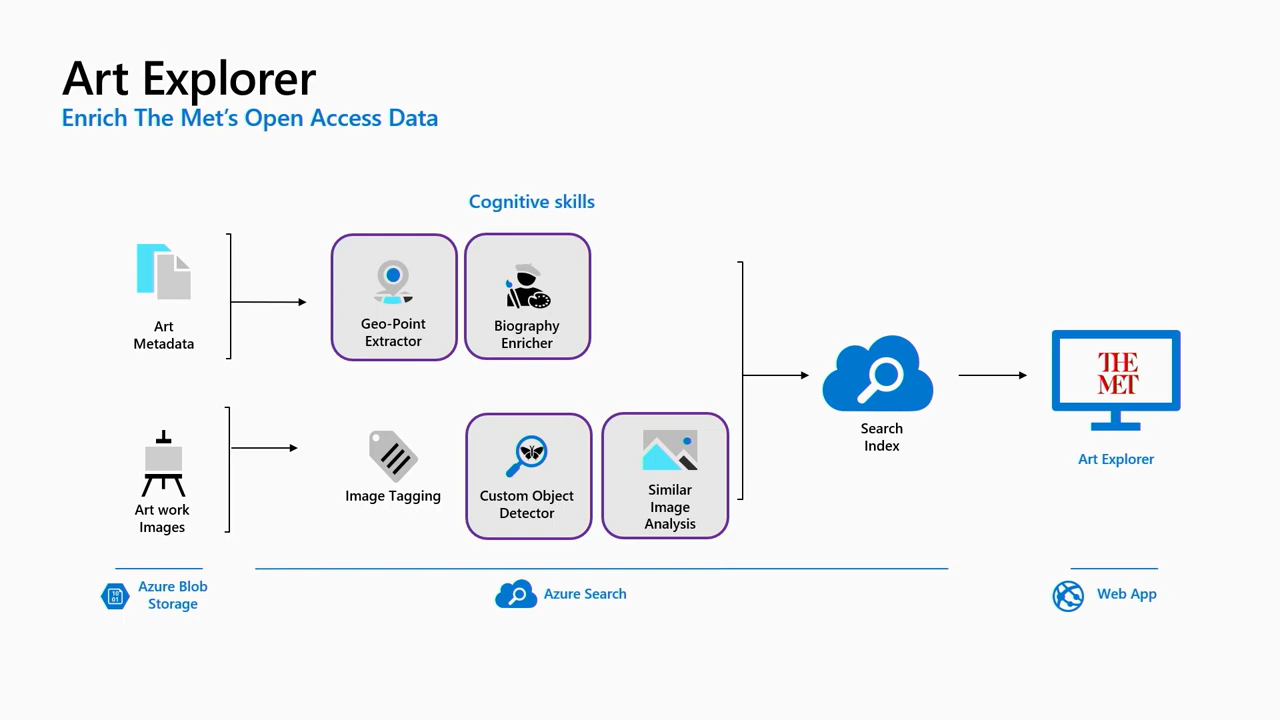 Art Explorer
Enrich The Met's Open Access Data
Cognitive skills
Art
Metadata
Geo-Point
Extractor
Biography
Enricher
Art work
Images
Image Tagging
Custom Object
Detector
Similar
Image
Analysis
Search
Index
THE
MET
Art Explorer
10
01
Azure Blob
Storage
Azure Search
Web App